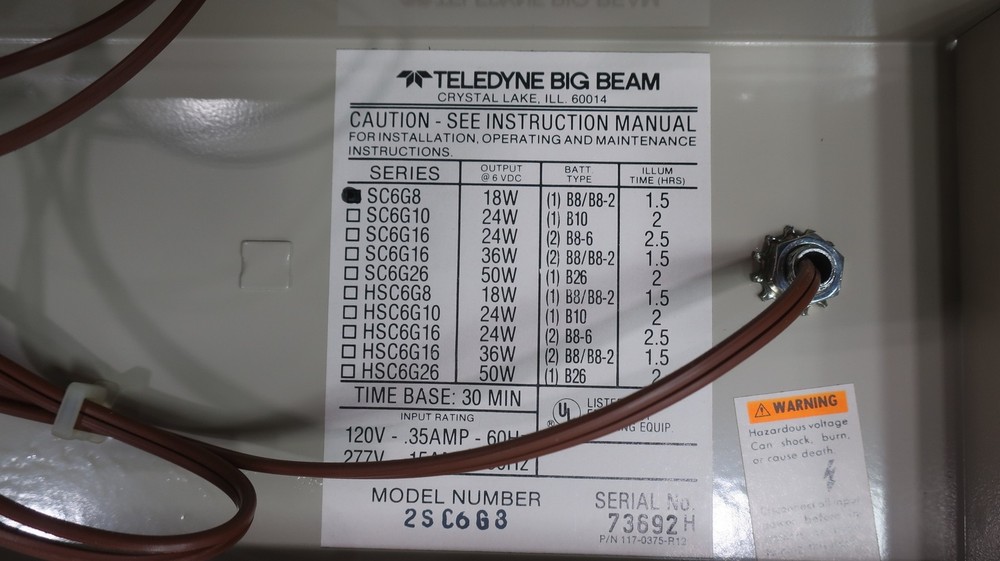 TELEDYNE BIG BEAM
CRYSTAL LAKE, ILL. 60014
CAUTION - SEE INSTRUCTION MANUAL
FOR INSTALLATION, OPERATING AND MAINTENANCE
INSTRUCTIONS.
SERIES OUTPUT @ 6 VDC BATT. TYPE ILLUM TIME (HRS)
SC6G8 18W (1) B8/B8-2 1.5
SC6G10 24W (1) B10 2
SC6G16 24W (2) B8-6 2.5
SC6G16 36W (2) B8/B8-2 1.5
SC6G26 50W (1) B26 2
HSC6G8 18W (1) B8/B8-2 1.5
HSC6G10 24W (1) B10 2
HSC6G16 24W (2) B8-6 2.5
HSC6G16 36W (2) B8/B8-2 1.5
HSC6G26 50W (1) B26 2
TIME BASE: 30 MIN
INPUT RATING
UL
EQUIP.
120V - .35AMP - 60H
277V
MODEL NUMBER
2SC6G8
SERIAL No.
73692 H
P/N 117-0375-R12
WARNING
Hazardous voltage
Can shock, burn,
or cause death.